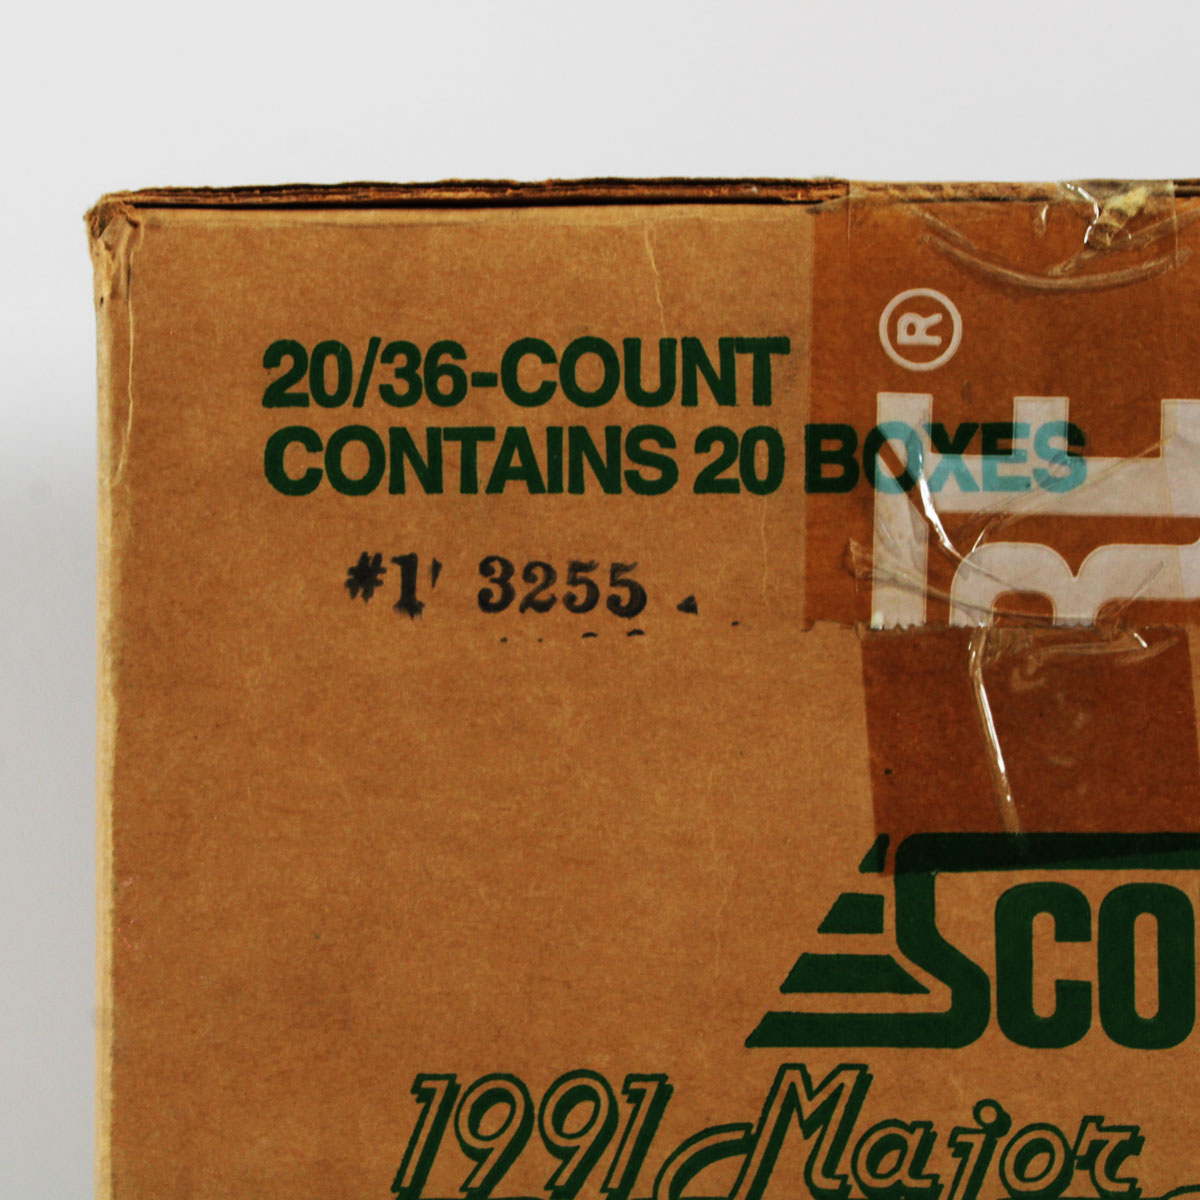 20/36-COUNT
CONTAINS 20 BOXES
#1 3255
®
SCO
1991 Major